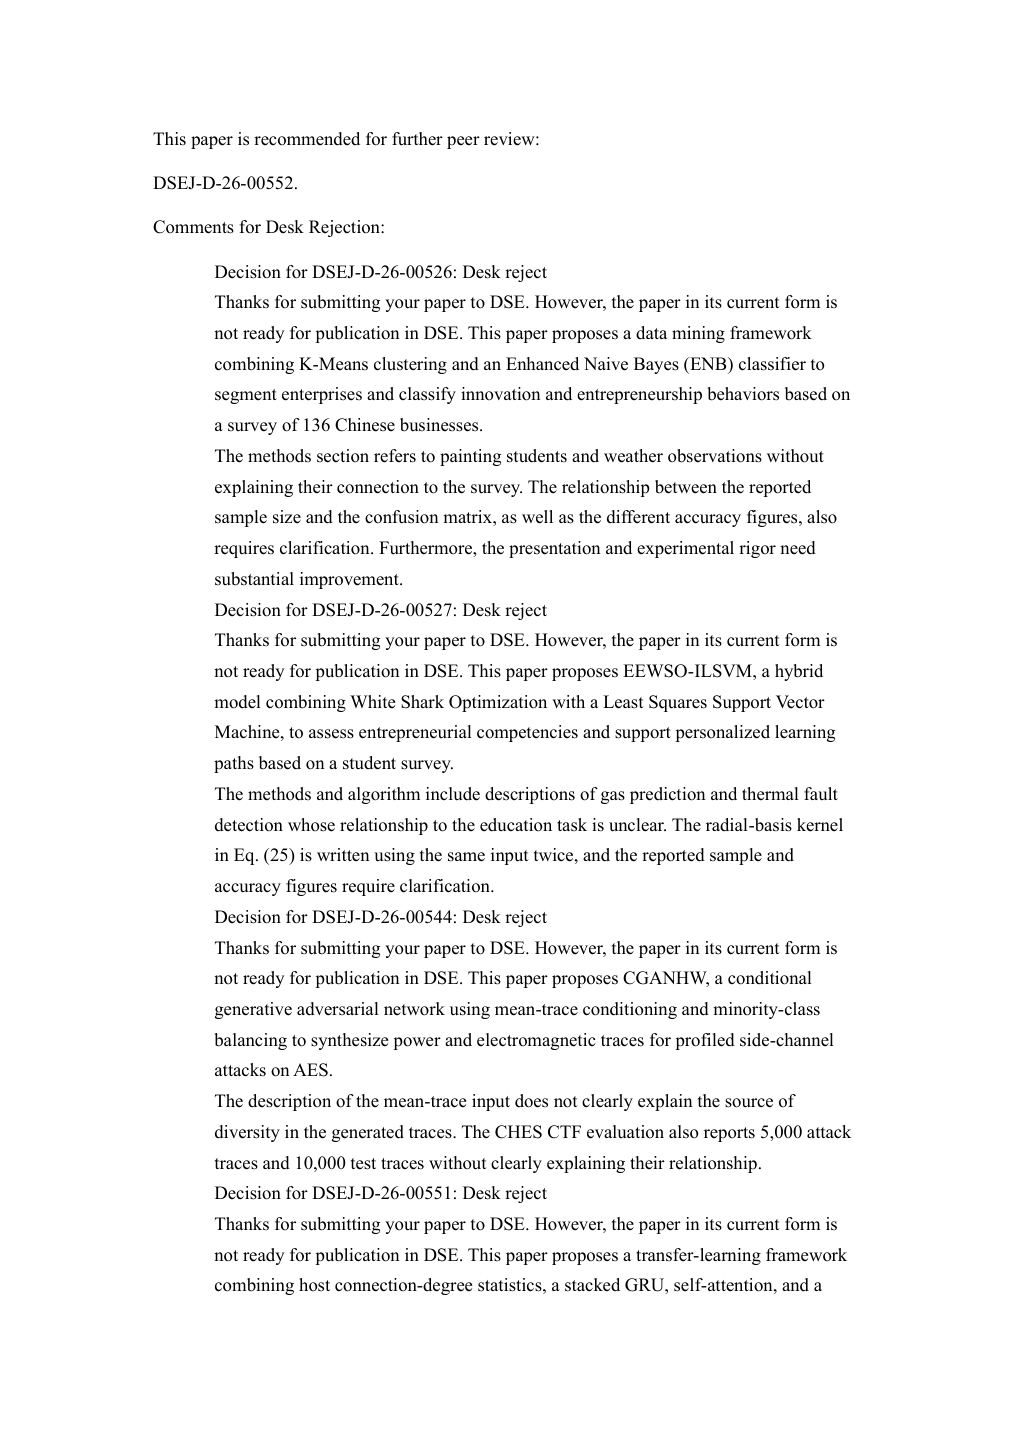 This paper is recommended for further peer review:
DSEJ-D-26-00552.
Comments for Desk Rejection:
Decision for DSEJ-D-26-00526: Desk reject
Thanks for submitting your paper to DSE. However, the paper in its current form is
not ready for publication in DSE. This paper proposes a data mining framework
combining K-Means clustering and an Enhanced Naive Bayes (ENB) classifier to
segment enterprises and classify innovation and entrepreneurship behaviors based on
a survey of 136 Chinese businesses.
The methods section refers to painting students and weather observations without
explaining their connection to the survey. The relationship between the reported
sample size and the confusion matrix, as well as the different accuracy figures, also
requires clarification. Furthermore, the presentation and experimental rigor need
substantial improvement.
Decision for DSEJ-D-26-00527: Desk reject
Thanks for submitting your paper to DSE. However, the paper in its current form is
not ready for publication in DSE. This paper proposes EEWSO-ILSVM, a hybrid
model combining White Shark Optimization with a Least Squares Support Vector
Machine, to assess entrepreneurial competencies and support personalized learning
paths based on a student survey.
The methods and algorithm include descriptions of gas prediction and thermal fault
detection whose relationship to the education task is unclear. The radial-basis kernel
in Eq. (25) is written using the same input twice, and the reported sample and
accuracy figures require clarification.
Decision for DSEJ-D-26-00544: Desk reject
Thanks for submitting your paper to DSE. However, the paper in its current form is
not ready for publication in DSE. This paper proposes CGANHW, a conditional
generative adversarial network using mean-trace conditioning and minority-class
balancing to synthesize power and electromagnetic traces for profiled side-channel
attacks on AES.
The description of the mean-trace input does not clearly explain the source of
diversity in the generated traces. The CHES CTF evaluation also reports 5,000 attack
traces and 10,000 test traces without clearly explaining their relationship.
Decision for DSEJ-D-26-00551: Desk reject
Thanks for submitting your paper to DSE. However, the paper in its current form is
not ready for publication in DSE. This paper proposes a transfer-learning framework
combining host connection-degree statistics, a stacked GRU, self-attention, and a